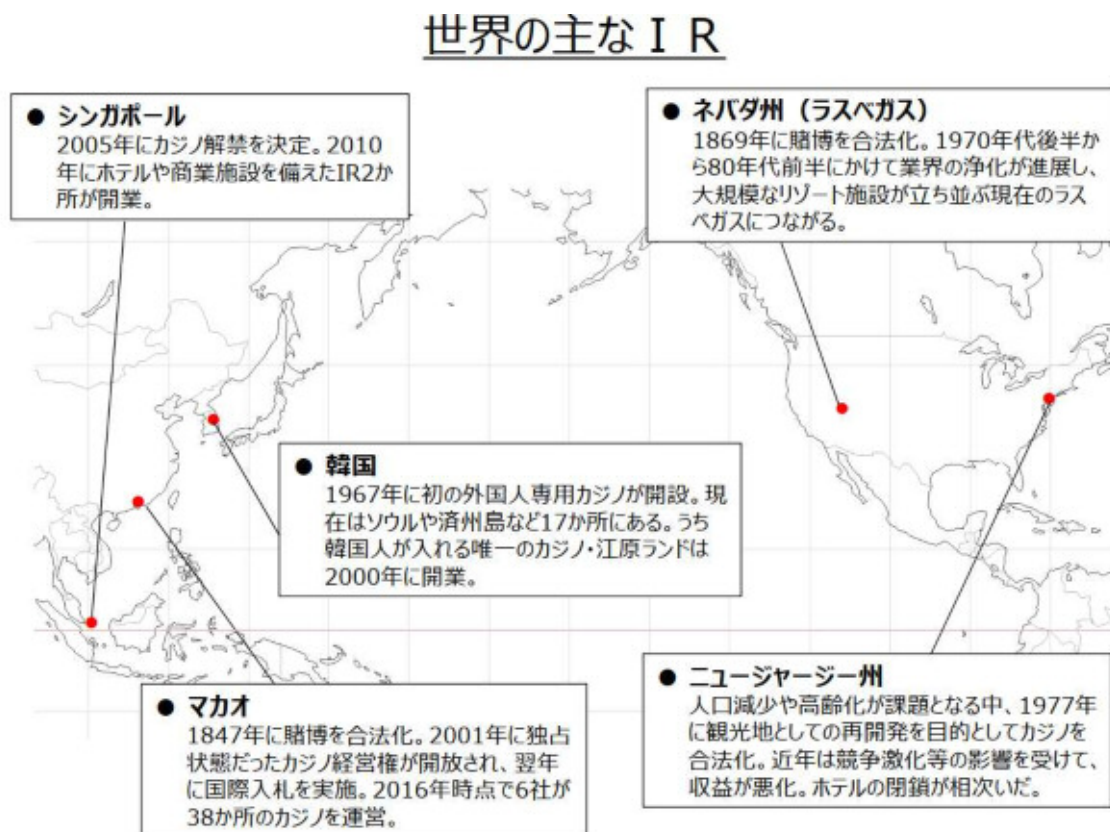 世界の主なＩＲ
● シンガポール
2005年にカジノ解禁を決定。2010
年にホテルや商業施設を備えたIR2か
所が開業。
● ネバダ州（ラスベガス）
1869年に賭博を合法化。1970年代後半か
ら80年代前半にかけて業界の浄化が進展し、
大規模なリゾート施設が立ち並ぶ現在のラス
ベガスにつながる。
● 韓国
1967年に初の外国人専用カジノが開設。現
在はソウルや済州島など17か所にある。うち
韓国人が入れる唯一のカジノ・江原ランドは
2000年に開業。
● マカオ
1847年に賭博を合法化。2001年に独占
状態だったカジノ経営権が開放され、翌年
に国際入札を実施。2016年時点で6社が
38か所のカジノを運営。
● ニュージャージー州
人口減少や高齢化が課題となる中、1977年
に観光地としての再開発を目的としてカジノを
合法化。近年は競争激化等の影響を受けて、
収益が悪化。ホテルの閉鎖が相次いだ。